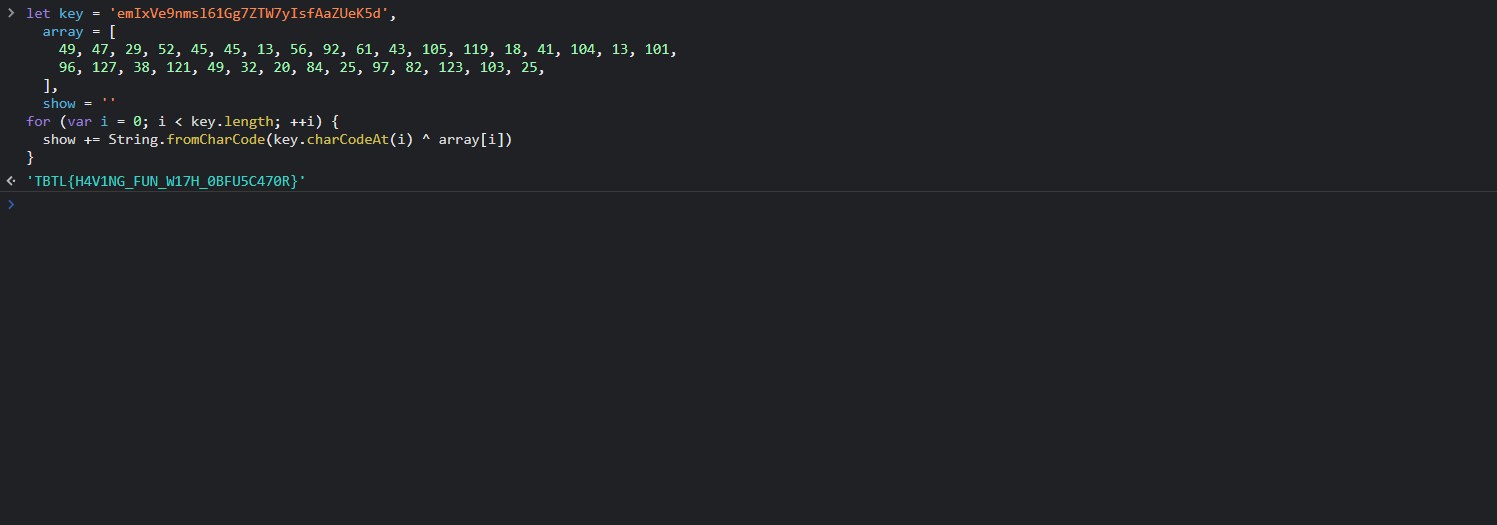 > let key = 'emIxVe9nmsl61Gg7ZTW7yIsfAaZUeK5d',
array = [
49, 47, 29, 52, 45, 45, 13, 56, 92, 61, 43, 105, 119, 18, 41, 104, 13, 101,
96, 127, 38, 121, 49, 32, 20, 84, 25, 97, 82, 123, 103, 25,
],
show = ''
for (var i = 0; i < key.length; ++i) {
show += String.fromCharCode(key.charCodeAt(i) ^ array[i])
}
'TBTL{H4V1NG_FUN_W17H_0BFU5C470R}'
>